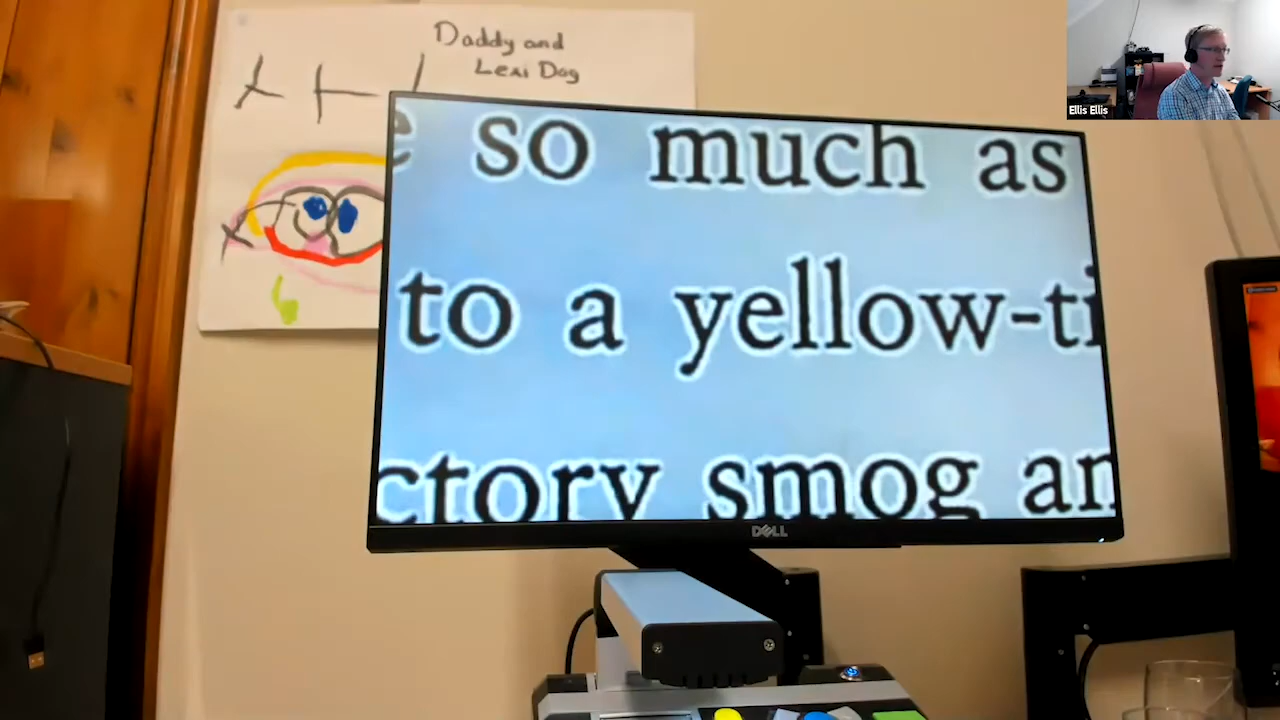 Daddy and
Lexi Dog
so much as
to a yellow-ti
ctory smog an
DELL
Ellis Ellis